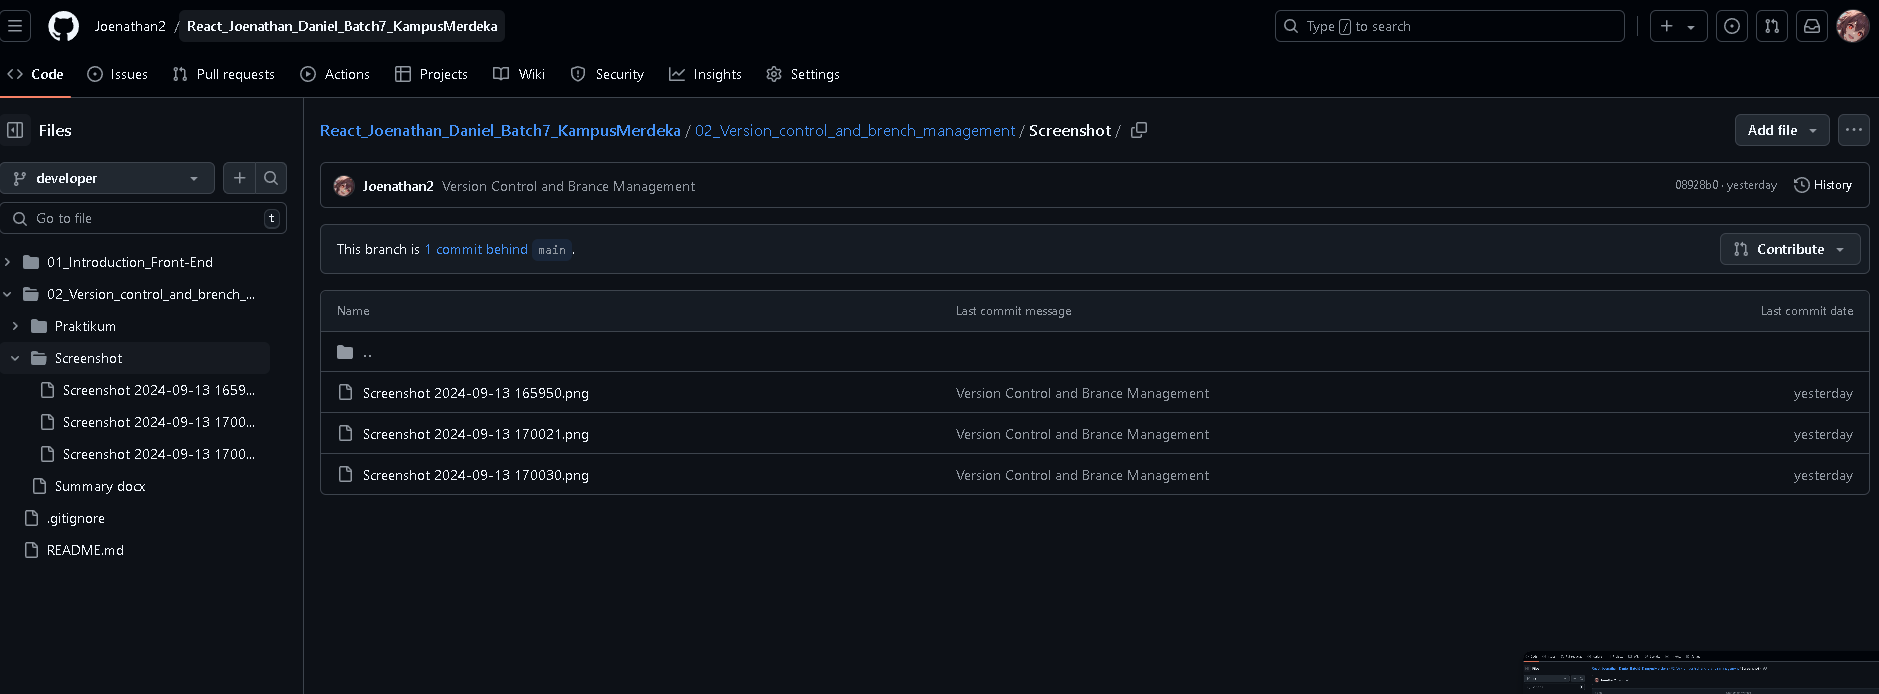 Joenathan2 / React_Joenathan_Daniel_Batch7_KampusMerdeka
Type / to search
Code Issues Pull requests Actions Projects Wiki Security Insights Settings
Files
developer
Go to file t
01_Introduction_Front-End
02_Version_control_and_brench_...
Praktikum
Screenshot
Screenshot 2024-09-13 1659...
Screenshot 2024-09-13 1700...
Screenshot 2024-09-13 1700...
Summary docx
.gitignore
README.md
React_Joenathan_Daniel_Batch7_KampusMerdeka / 02_Version_control_and_brench_management / Screenshot /
Add file
Joenathan2 Version Control and Brance Management
08928b0 · yesterday History
This branch is 1 commit behind main .
Contribute
Name Last commit message Last commit date
..
Screenshot 2024-09-13 165950.png Version Control and Brance Management yesterday
Screenshot 2024-09-13 170021.png Version Control and Brance Management yesterday
Screenshot 2024-09-13 170030.png Version Control and Brance Management yesterday